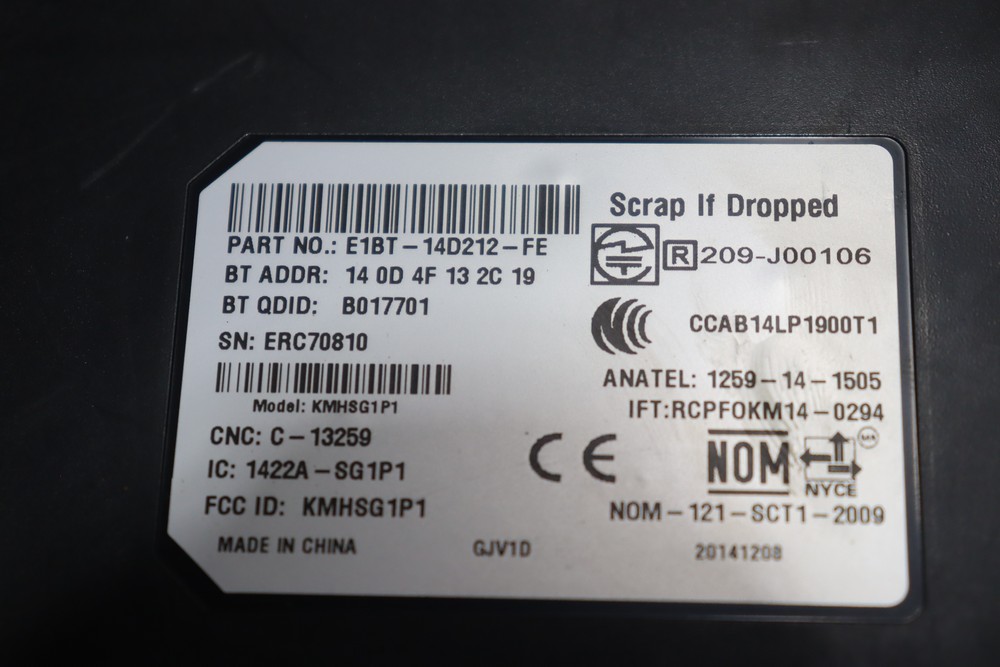 Scrap If Dropped
PART NO.: E1BT-14D212-FE
R 209-J00106
BT ADDR: 14 0D 4F 13 2C 19
BT QDID: B017701
CCAB14LP1900T1
SN: ERC70810
ANATEL: 1259-14-1505
Model: KMHSG1P1
IFT:RCPFOKM14-0294
CNC: C-13259
CE
NOM
NYCE
IC: 1422A-SG1P1
FCC ID: KMHSG1P1
NOM-121-SCT1-2009
MADE IN CHINA
GJV1D
20141208